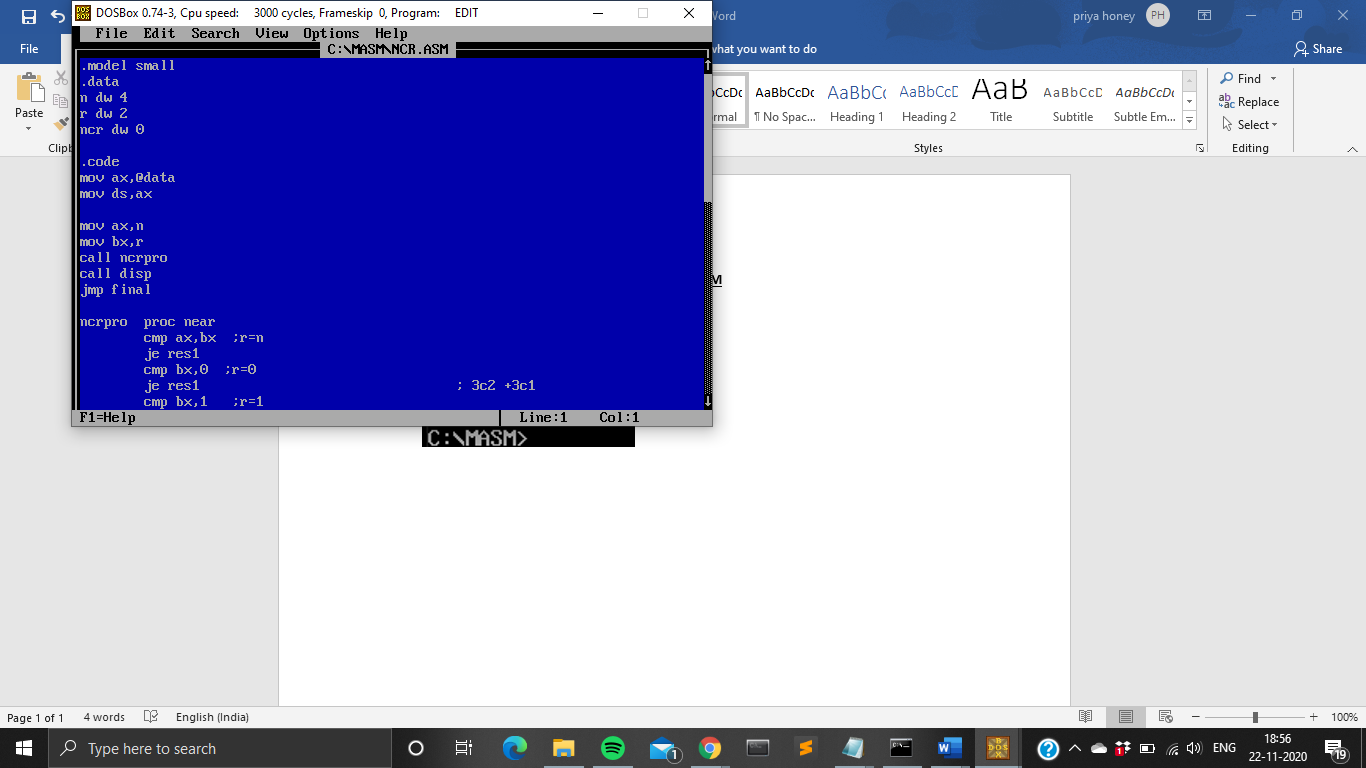 DOSBox 0.74-3, Cpu speed: 3000 cycles, Frameskip 0, Program: EDIT
File Edit Search View Options Help
C:\MASM\NCR.ASM
.model small
.data
n dw 4
r dw 2
ncr dw 0
.code
mov ax,@data
mov ds,ax
mov ax,n
mov bx,r
call ncrpro
call disp
jmp final
ncrpro proc near
cmp ax,bx ;r=n
je res1
cmp bx,0 ;r=0
je res1 ; 3c2 +3c1
cmp bx,1 ;r=1
F1=Help Line:1 Col:1
Word
priya honey PH
File
what you want to do
Share
Paste
Clipb
AaBbCcDc
rmal
AaBbCcDc
¶ No Spac...
AaBbCc
Heading 1
AaBbCcD
Heading 2
AaB
Title
AaBbCcD
Subtitle
AaBbCcDc
Subtle Em...
Styles
Find
Replace
Select
Editing
M
C:\MASM>
Page 1 of 1 4 words English (India) 100%
Type here to search
1
ENG
18:56
22-11-2020
19